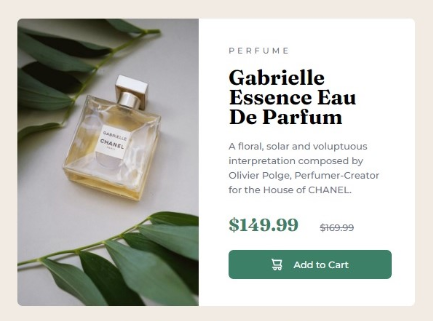 PERFUME
Gabrielle
Essence Eau
De Parfum
A floral, solar and voluptuous
interpretation composed by
Olivier Polge, Perfumer-Creator
for the House of CHANEL.
$149.99 $169.99
Add to Cart
GABRIELLE
CHANEL